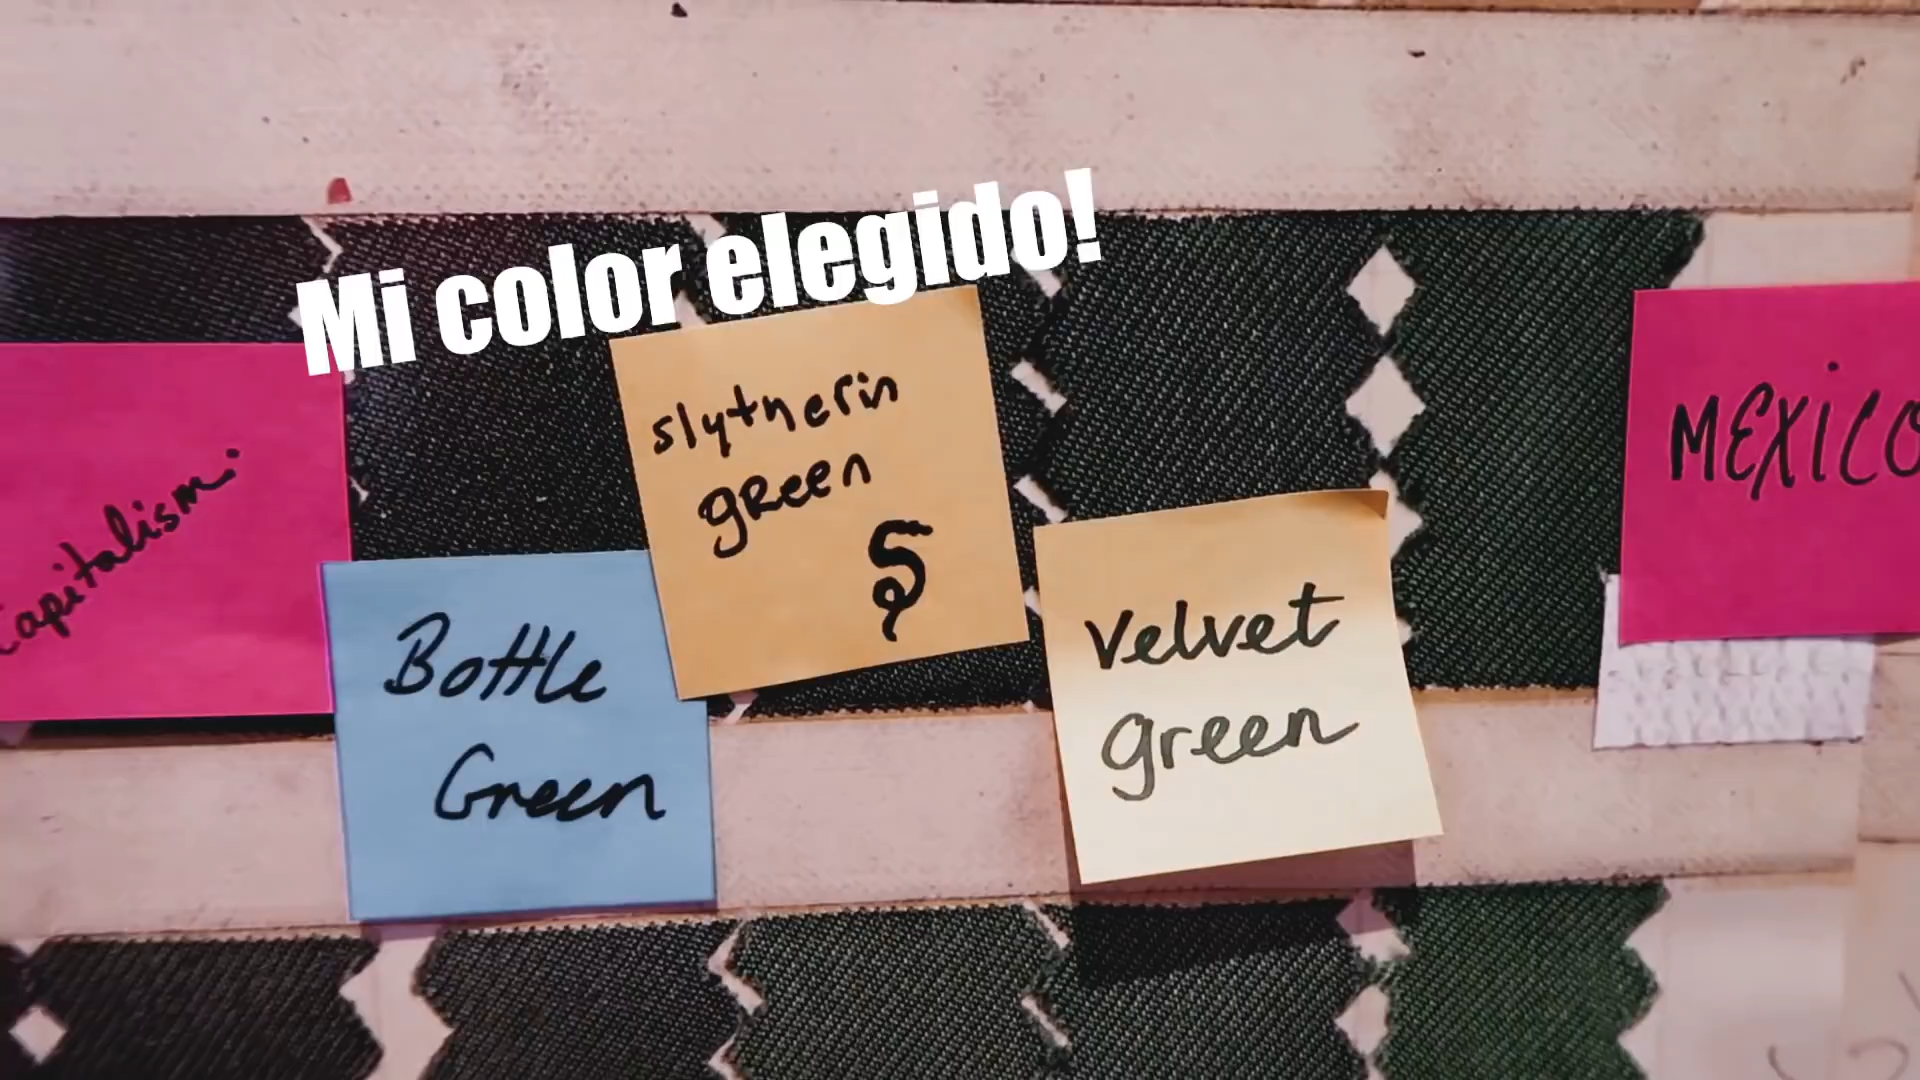 Mi color elegido!
Capitalism.
Bottle
Green
slytherin
green
Velvet
green
MEXICO